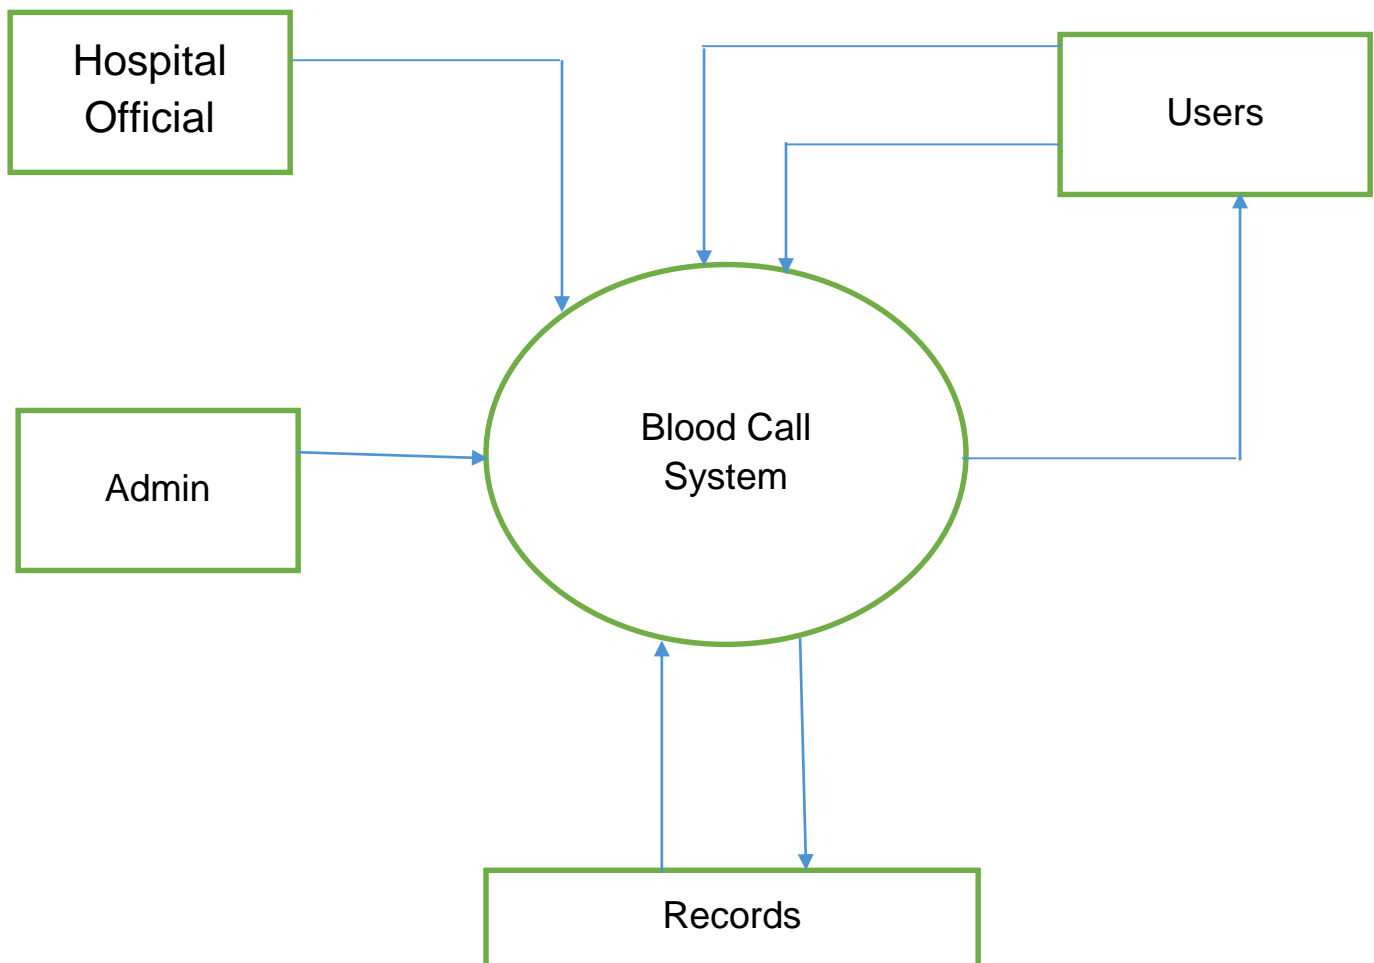 Hospital
Official
Users
Blood Call
System
Admin
Records